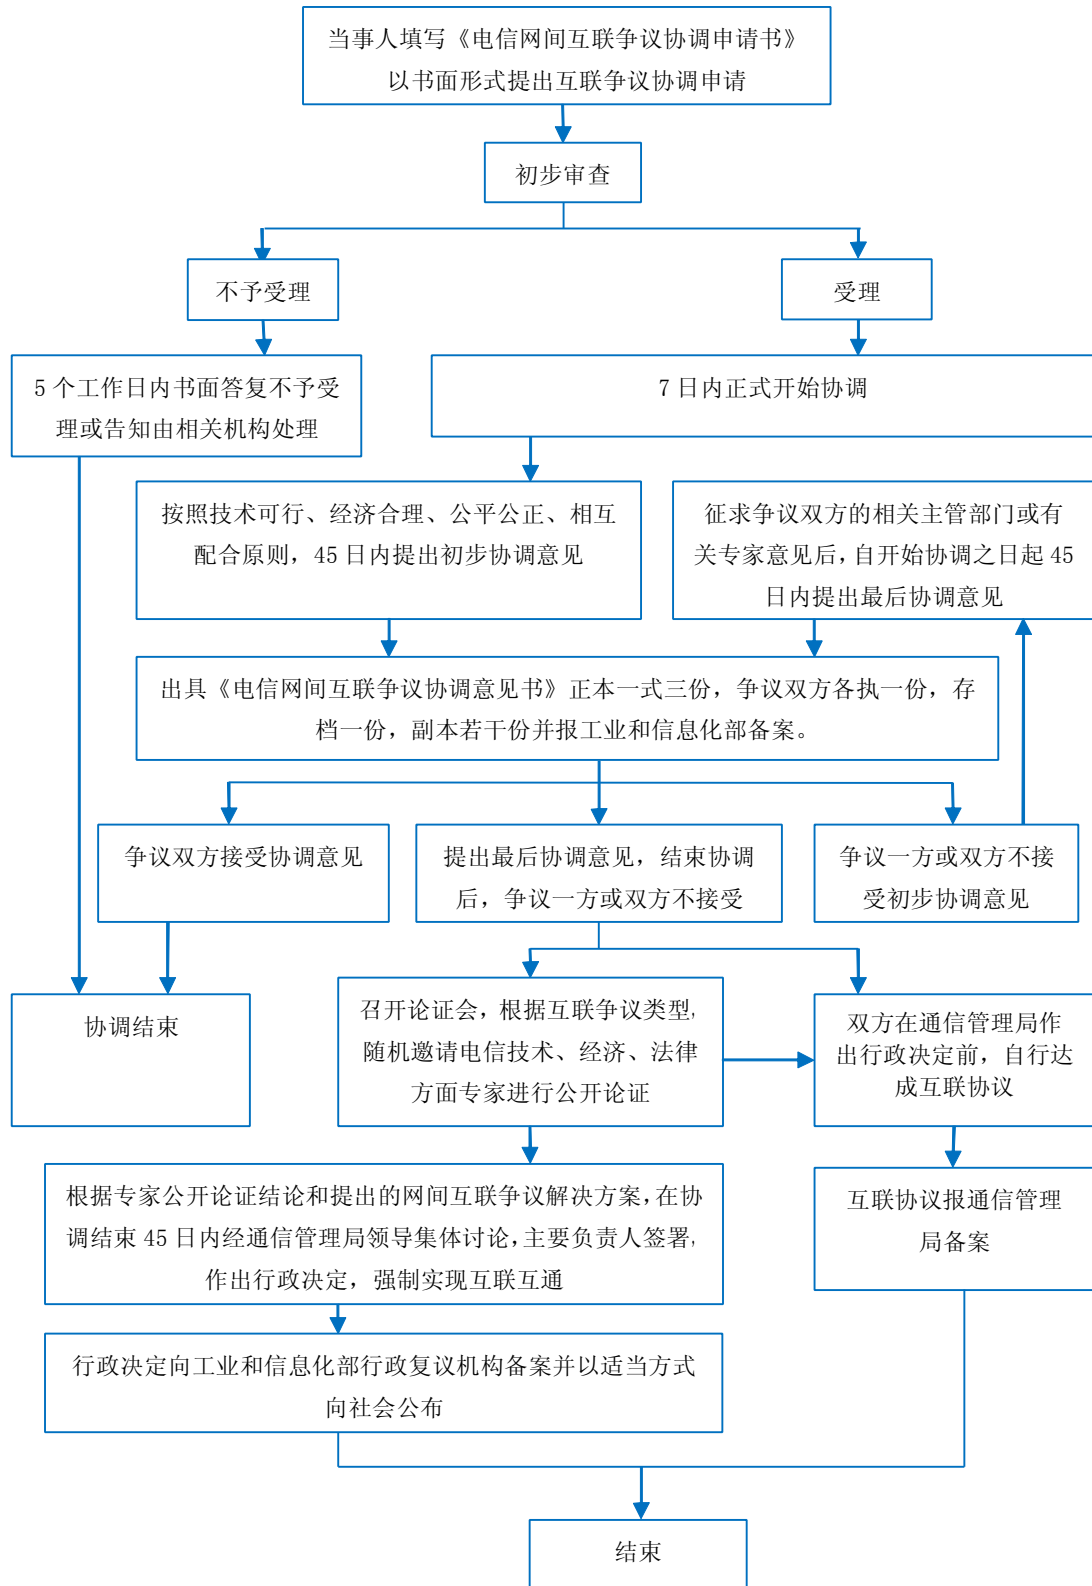 当事人填写《电信网间互联争议协调申请书》
以书面形式提出互联争议协调申请
初步审查
不予受理
受理
5 个工作日内书面答复不予受
理或告知由相关机构处理
7 日内正式开始协调
按照技术可行、经济合理、公平公正、相互
配合原则，45 日内提出初步协调意见
征求争议双方的相关主管部门或有
关专家意见后，自开始协调之日起 45
日内提出最后协调意见
出具《电信网间互联争议协调意见书》正本一式三份，争议双方各执一份，存
档一份，副本若干份并报工业和信息化部备案。
争议双方接受协调意见
提出最后协调意见，结束协调
后，争议一方或双方不接受
争议一方或双方不接
受初步协调意见
协调结束
召开论证会，根据互联争议类型，
随机邀请电信技术、经济、法律
方面专家进行公开论证
双方在通信管理局作
出行政决定前，自行达
成互联协议
根据专家公开论证结论和提出的网间互联争议解决方案，在协
调结束 45 日内经通信管理局领导集体讨论，主要负责人签署，
作出行政决定，强制实现互联互通
互联协议报通信管理
局备案
行政决定向工业和信息化部行政复议机构备案并以适当方式
向社会公布
结束